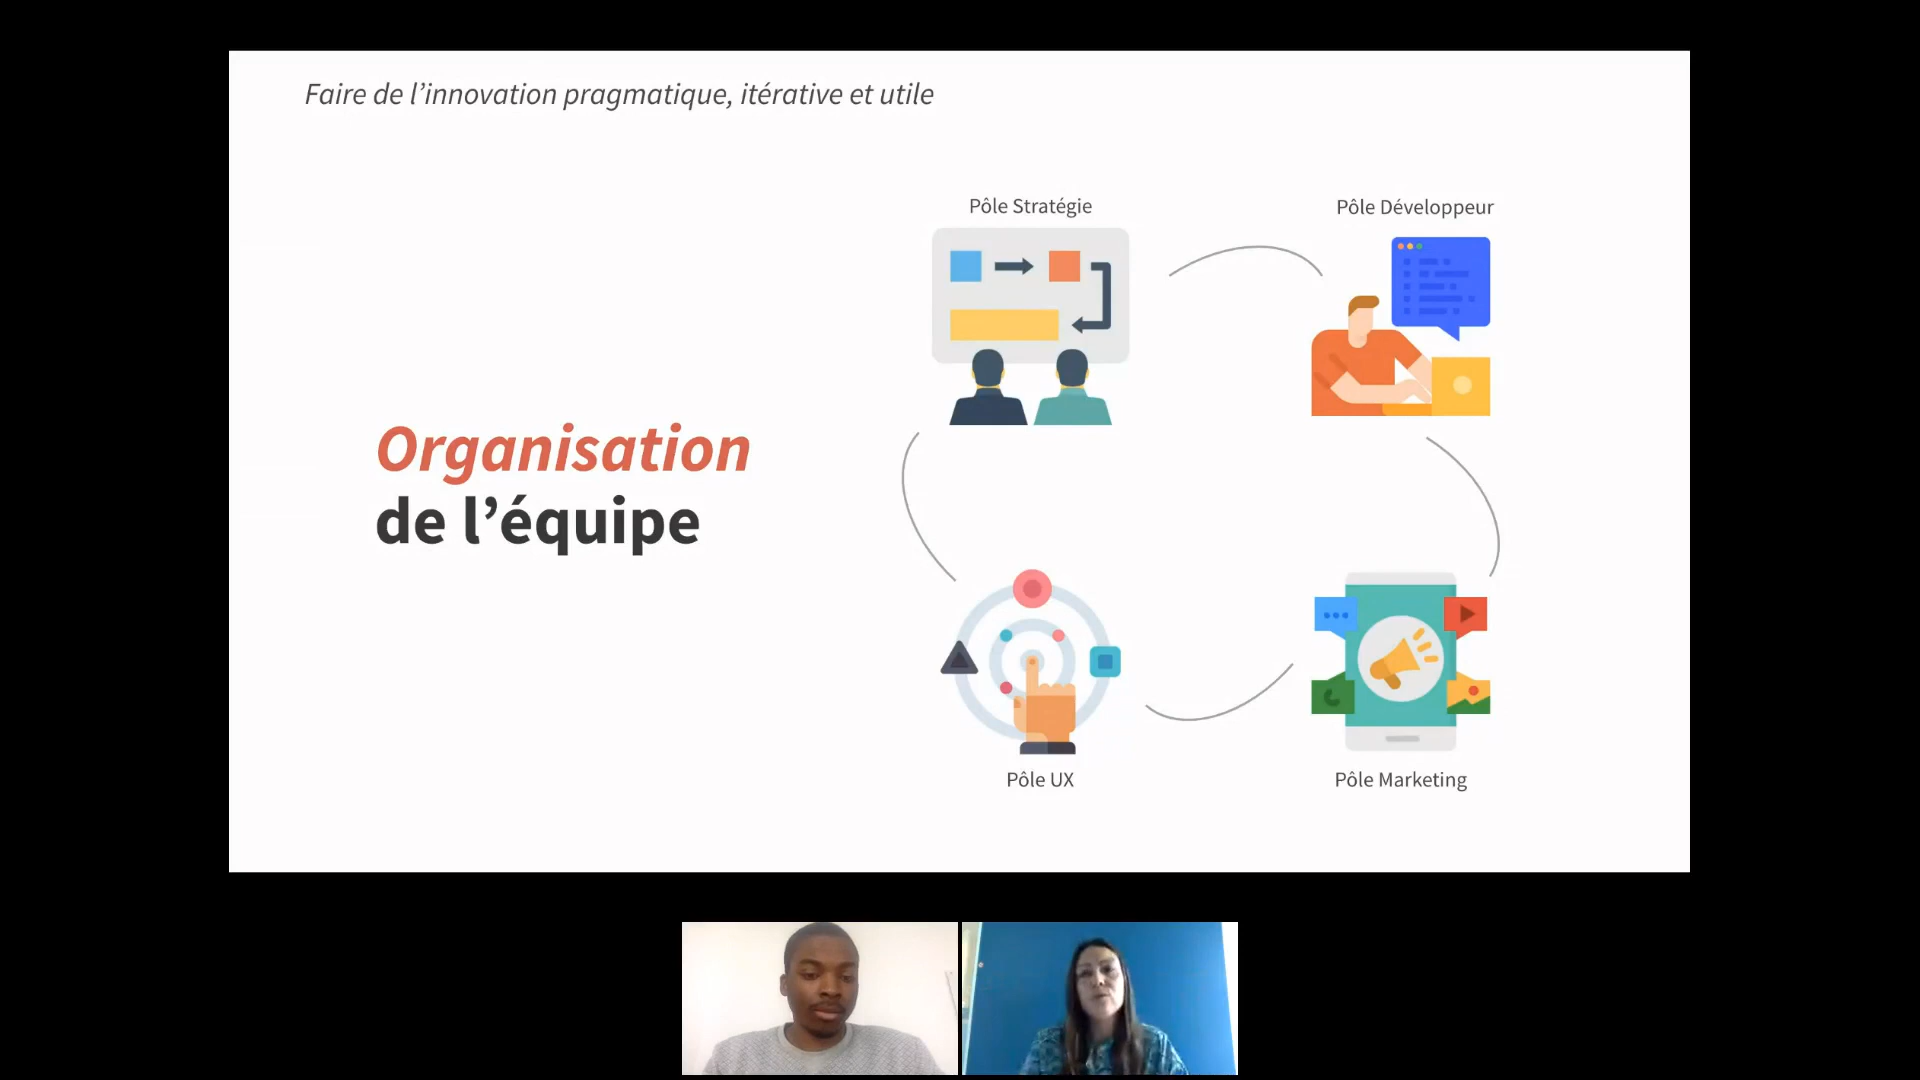 Faire de l’innovation pragmatique, itérative et utile
Pôle Stratégie
Pôle Développeur
Organisation
de l’équipe
Pôle UX
Pôle Marketing